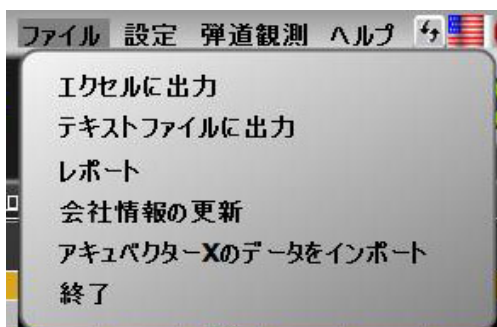 ファイル 設定 弾道観測 ヘルプ
エクセルに出力
テキストファイルに出力
レポート
会社情報の更新
アキュベクターXのデータをインポート
終了